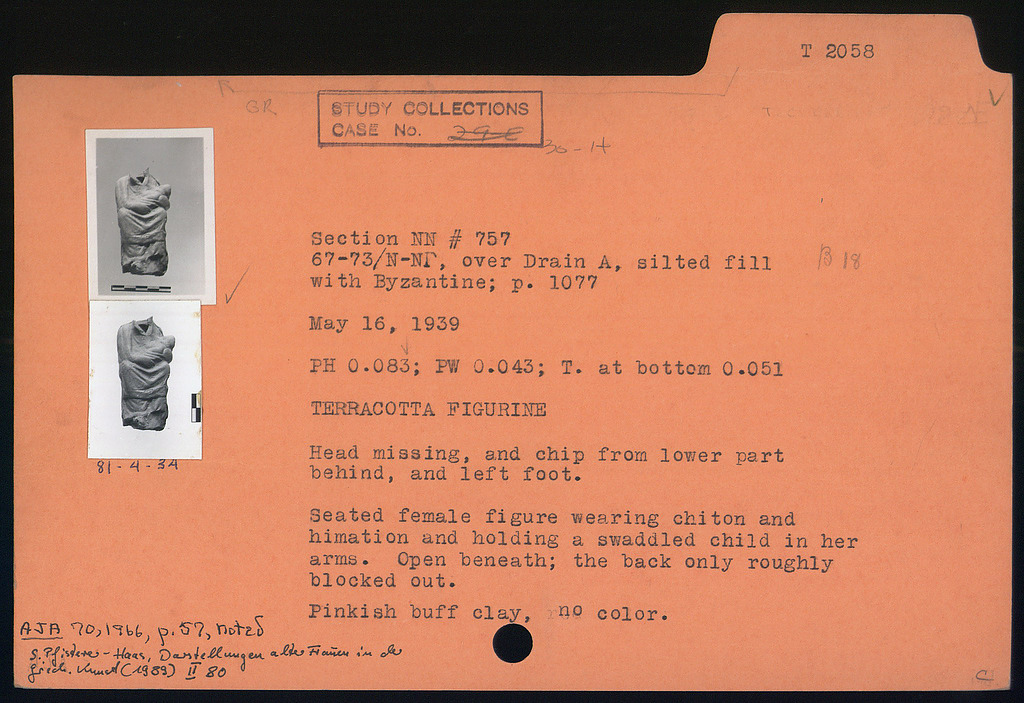 T 2058
R
GR
STUDY COLLECTIONS
CASE No. 29-E
30-H
Section NN # 757
67-73/N-NΓ, over Drain A, silted fill
with Byzantine; p. 1077
B 18
May 16, 1939
PH 0.083; PW 0.043; T. at bottom 0.051
TERRACOTTA FIGURINE
Head missing, and chip from lower part
behind, and left foot.
81-4-34
Seated female figure wearing chiton and
himation and holding a swaddled child in her
arms. Open beneath; the back only roughly
blocked out.
Pinkish buff clay, no color.
AJA 70, 1966, p. 57, note
S. Pfisterer-Haas, Darstellungen alter Frauen in der
griech. Kunst (1989) II 80
C